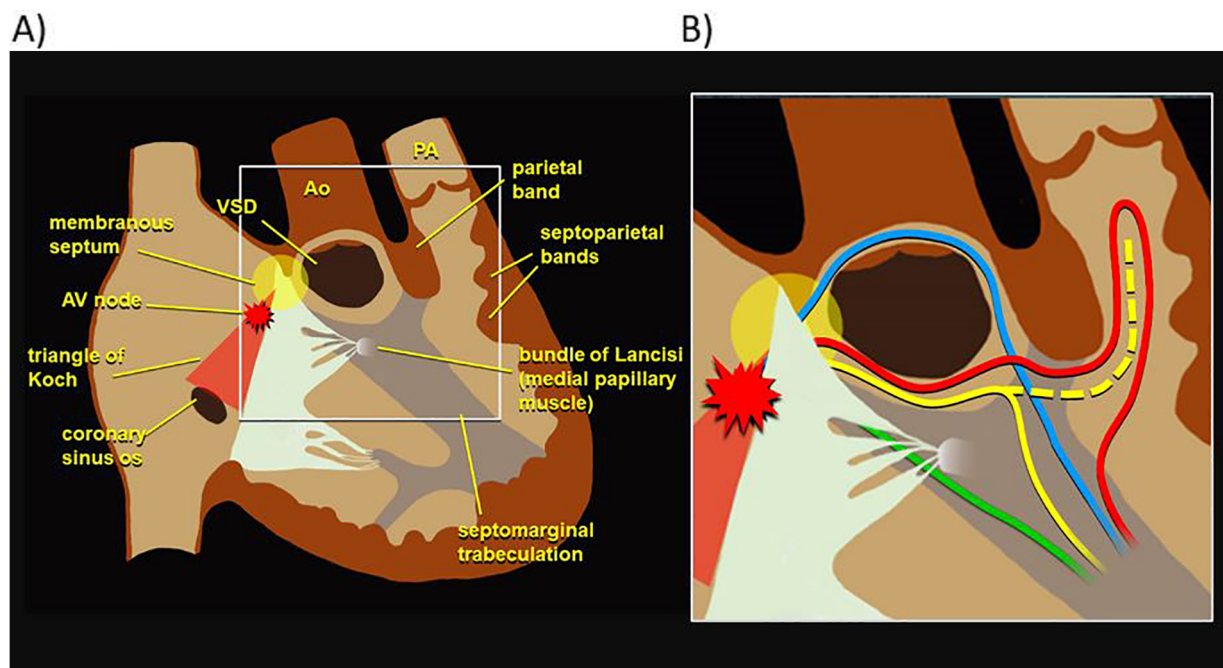 A)
B)
PA
Ao
parietal
band
VSD
membranous
septum
septoparietal
bands
AV node
triangle of
Koch
bundle of Lancisi
(medial papillary
muscle)
coronary
sinus os
septomarginal
trabeculation